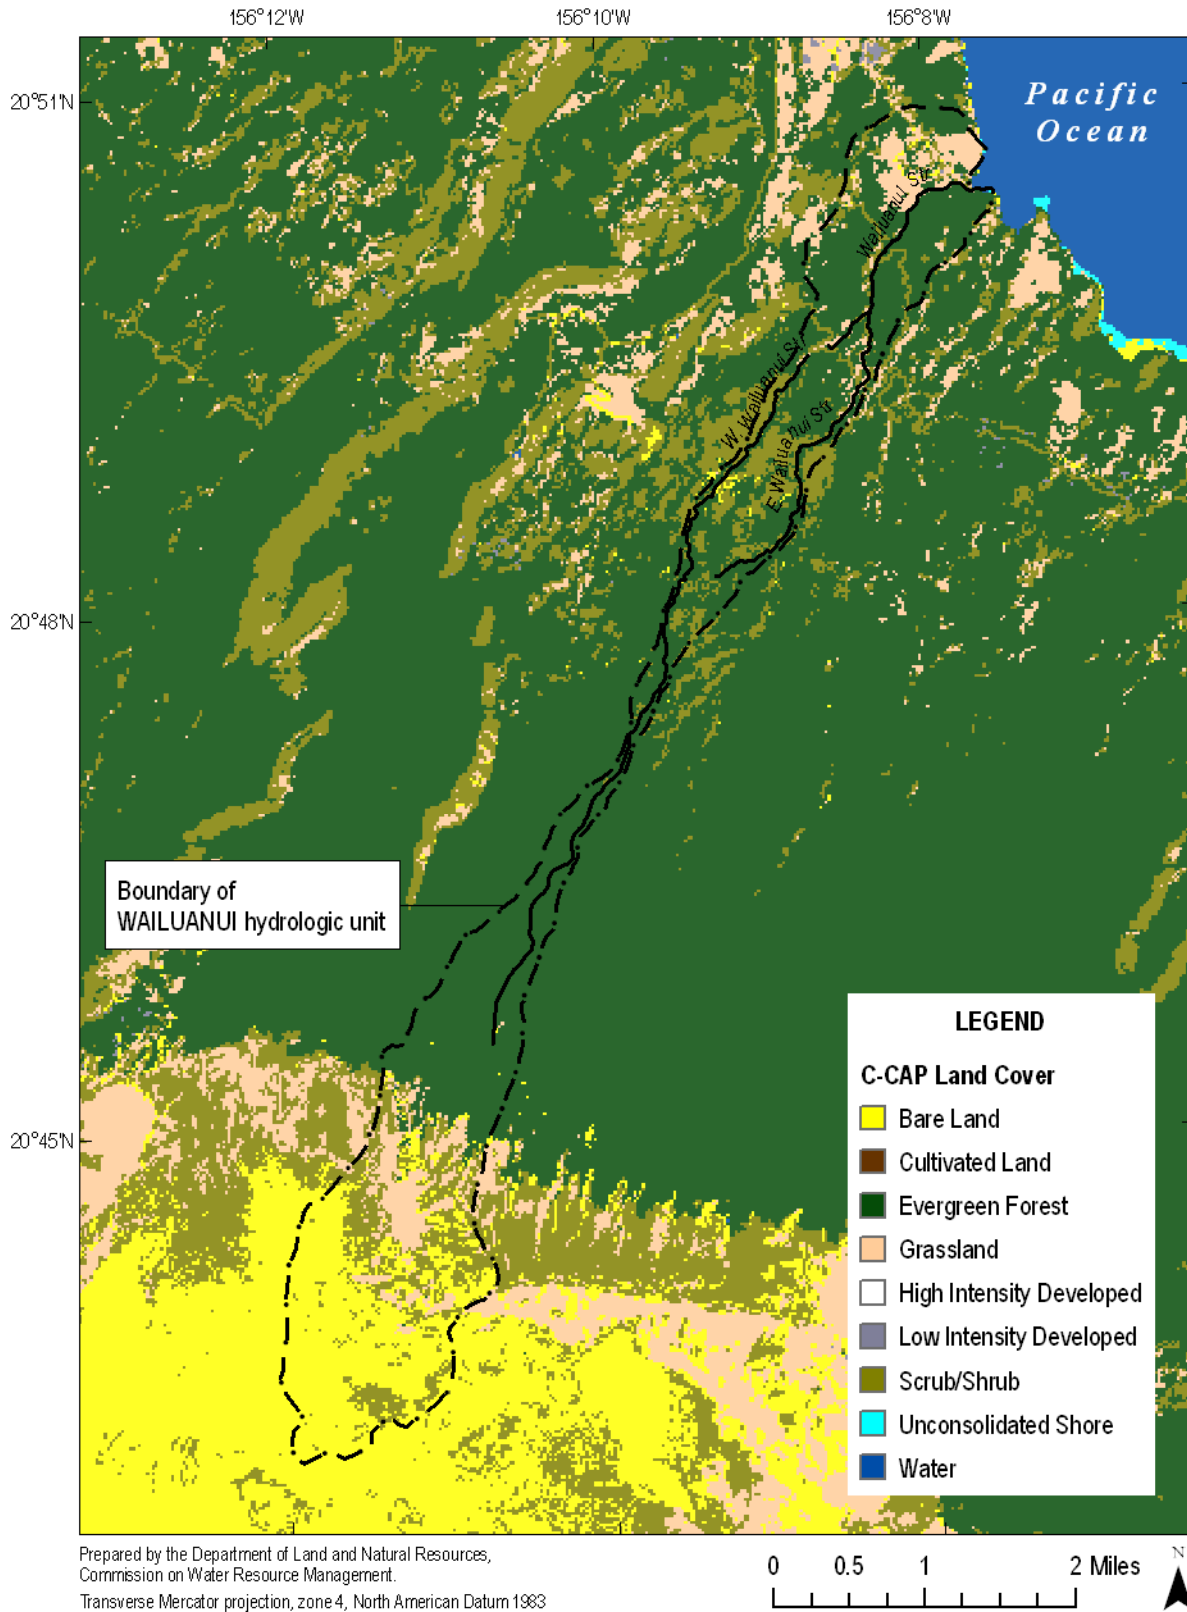 156°12'W 156°10'W 156°8'W
20°51'N
Pacific
Ocean
Wailuanui Str
W. Wailuanui Str
E Wailuanui Str
20°48'N
Boundary of
WAILUANUI hydrologic unit
20°45'N
LEGEND
C-CAP Land Cover
Bare Land
Cultivated Land
Evergreen Forest
Grassland
High Intensity Developed
Low Intensity Developed
Scrub/Shrub
Unconsolidated Shore
Water
Prepared by the Department of Land and Natural Resources,
Commission on Water Resource Management.
Transverse Mercator projection, zone 4, North American Datum 1983
0 0.5 1 2 Miles
N